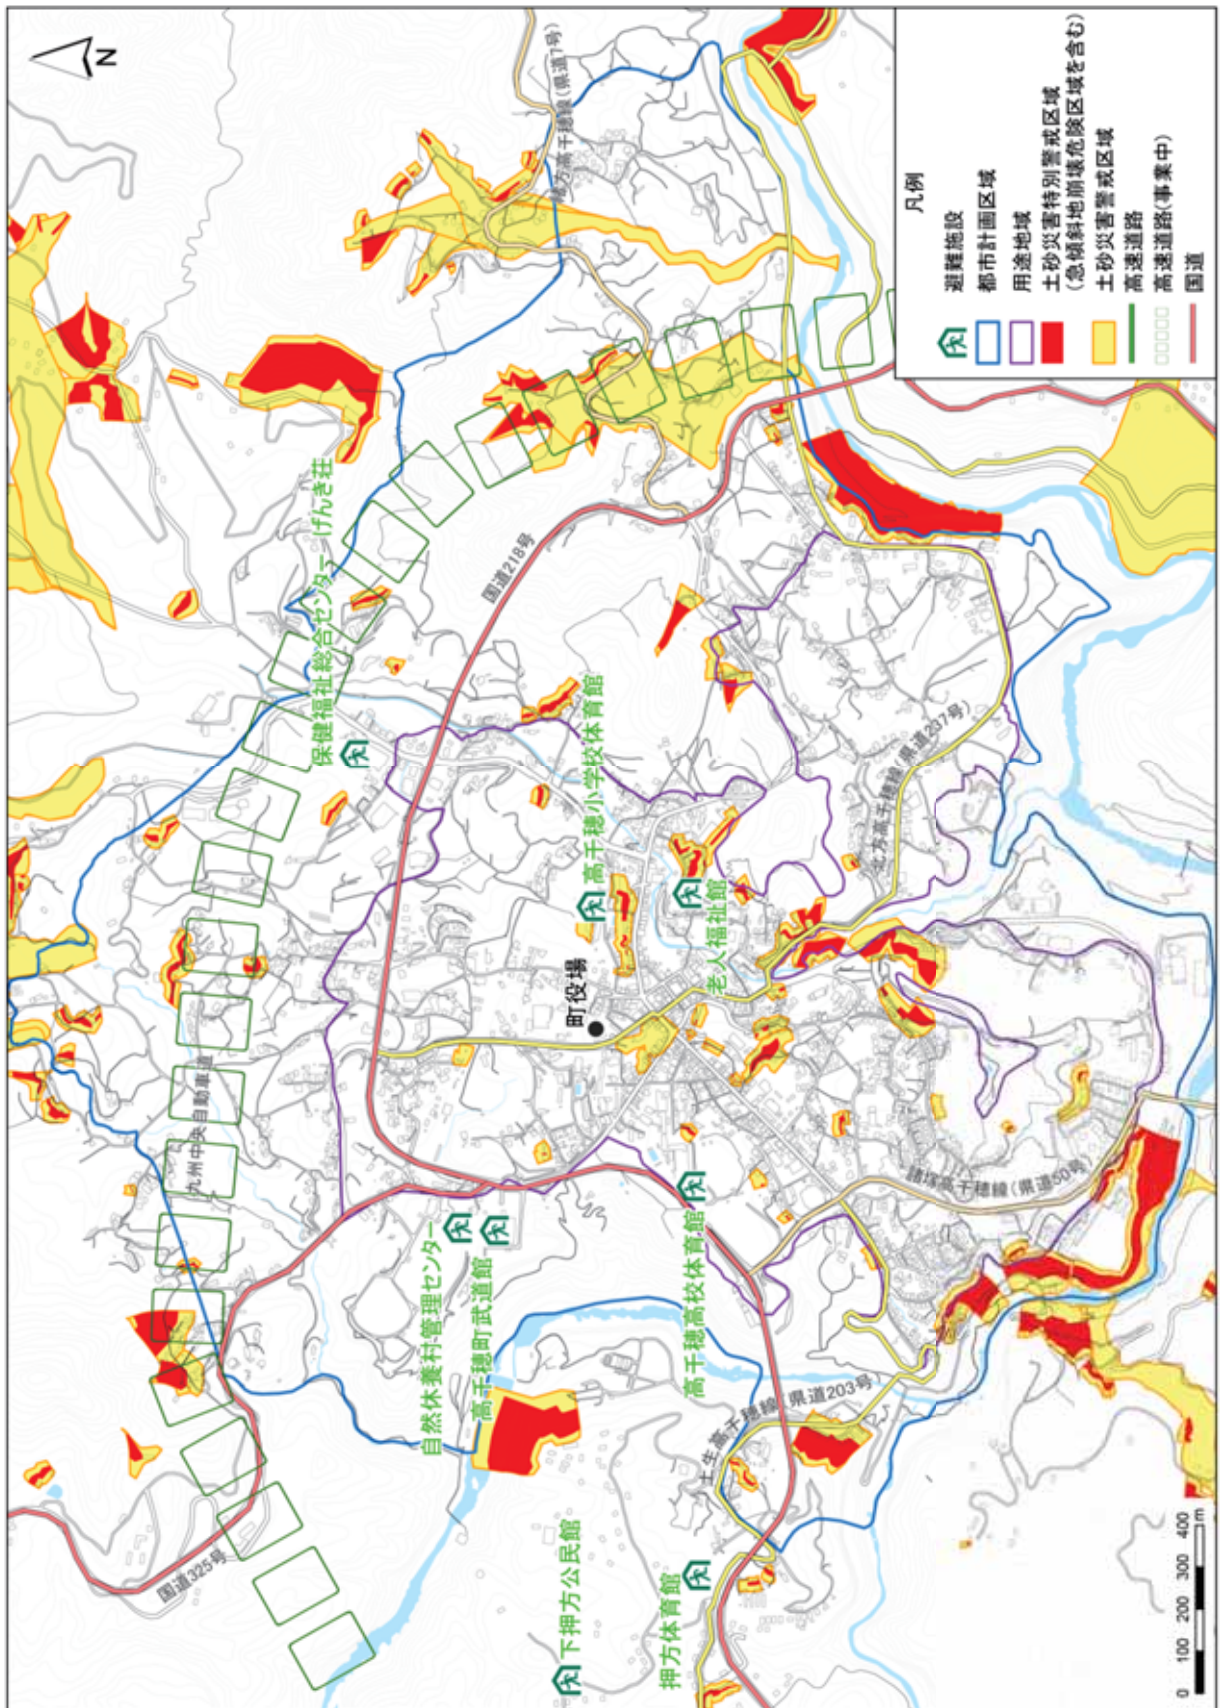 N
凡例
避難施設
都市計画区域
用途地域
土砂災害特別警戒区域
(急傾斜地崩壊危険区域を含む)
土砂災害警戒区域
高速道路
高速道路(事業中)
国道
緒方高千穂線(県道7号)
国道218号
保健福祉総合センター げんき荘
高千穂小学校体育館
北方高千穂線(県道237号)
老人福祉館
町役場
九州中央自動車道
諸塚高千穂線(県道50号)
自然休養村管理センター
高千穂町武道館
高千穂高校体育館
土生高千穂線(県道203号)
国道325号
下押方公民館
押方体育館
0 100 200 300 400
m